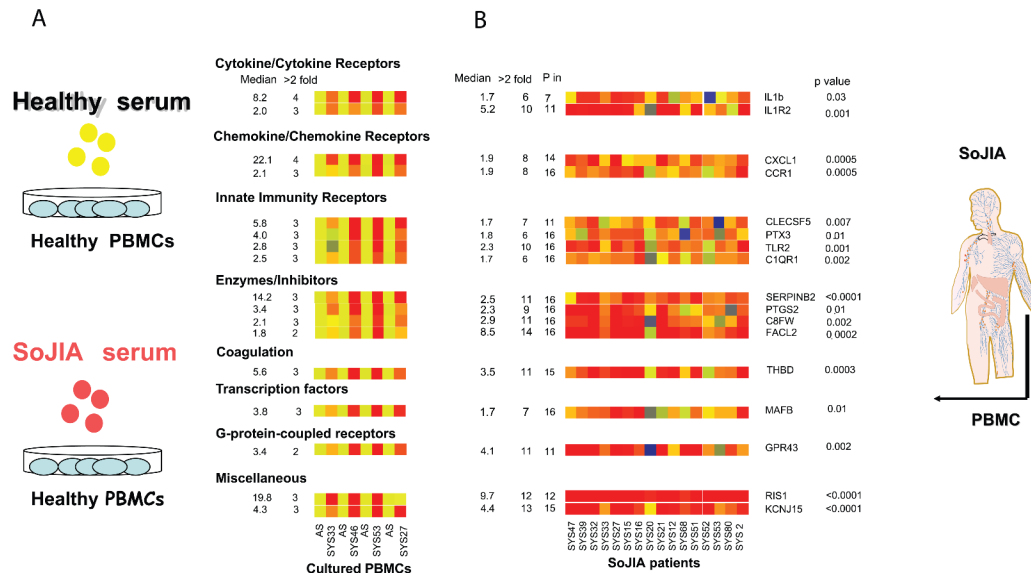 A
B
Healthy serum
Healthy PBMCs
SoJIA serum
Healthy PBMCs
Cytokine/Cytokine Receptors
Median >2 fold
8.2 4
2.0 3
Chemokine/Chemokine Receptors
22.1 4
2.1 3
Innate Immunity Receptors
5.8 3
4.0 3
2.8 3
2.5 3
Enzymes/Inhibitors
14.2 3
3.4 3
2.1 3
1.8 2
Coagulation
5.6 3
Transcription factors
3.8 3
G-protein-coupled receptors
3.4 2
Miscellaneous
19.8 3
4.3 3
AS SYS33 AS SYS46 AS SYS53 AS SYS27
Cultured PBMCs
Median >2 fold P in
p value
1.7 6 7 IL1b 0.03
5.2 10 11 IL1R2 0.001
1.9 8 14 CXCL1 0.0005
1.9 8 16 CCR1 0.0005
1.7 7 11 CLECSF5 0.007
1.8 6 16 PTX3 0.01
2.3 10 16 TLR2 0.001
1.7 6 16 C1QR1 0.002
2.5 11 16 SERPINB2 <0.0001
2.3 9 16 PTGS2 0.01
2.9 11 16 C8FW 0.002
8.5 14 16 FACL2 0.0002
3.5 11 15 THBD 0.0003
1.7 7 16 MAFB 0.01
4.1 11 11 GPR43 0.002
9.7 12 12 RIS1 <0.0001
4.4 13 15 KCNJ15 <0.0001
SYS47 SYS39 SYS32 SYS33 SYS27 SYS15 SYS16 SYS20 SYS21 SYS12 SYS68 SYS51 SYS52 SYS53 SYS80 SYS 2
SoJIA patients
SoJIA
PBMC